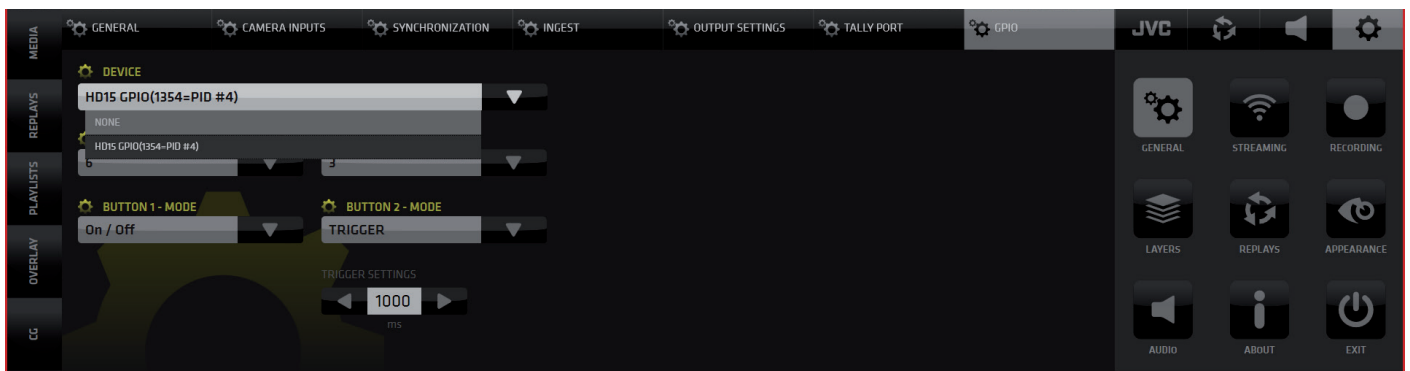 MEDIA
REPLAYS
PLAYLISTS
OVERLAY
CG
GENERAL
CAMERA INPUTS
SYNCHRONIZATION
INGEST
OUTPUT SETTINGS
TALLY PORT
GPIO
JVC
DEVICE
HD15 GPIO(1354=PID #4)
NONE
HD15 GPIO(1354=PID #4)
6
3
BUTTON 1 - MODE
BUTTON 2 - MODE
On / Off
TRIGGER
TRIGGER SETTINGS
1000
ms
GENERAL
STREAMING
RECORDING
LAYERS
REPLAYS
APPEARANCE
AUDIO
ABOUT
EXIT